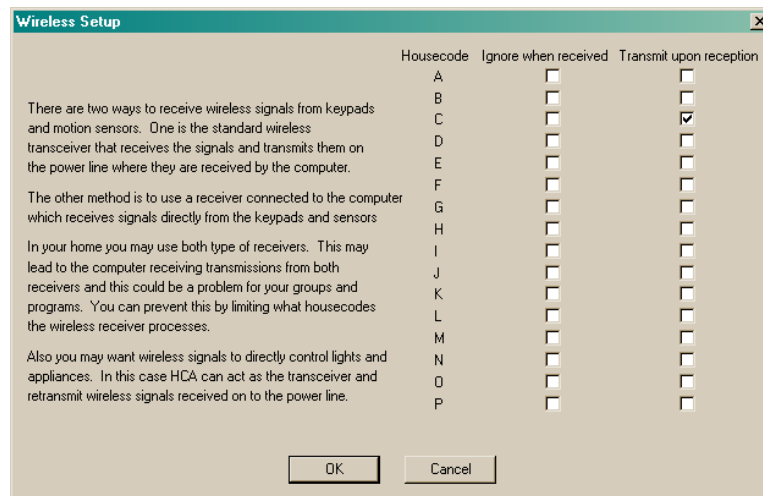 Wireless Setup
Housecode Ignore when received Transmit upon reception
A
B
C
D
E
F
G
H
I
J
K
L
M
N
O
P
There are two ways to receive wireless signals from keypads
and motion sensors. One is the standard wireless
transceiver that receives the signals and transmits them on
the power line where they are received by the computer.
The other method is to use a receiver connected to the computer
which receives signals directly from the keypads and sensors
In your home you may use both type of receivers. This may
lead to the computer receiving transmissions from both
receivers and this could be a problem for your groups and
programs. You can prevent this by limiting what housecodes
the wireless receiver processes.
Also you may want wireless signals to directly control lights and
appliances. In this case HCA can act as the transceiver and
retransmit wireless signals received on to the power line.
OK Cancel